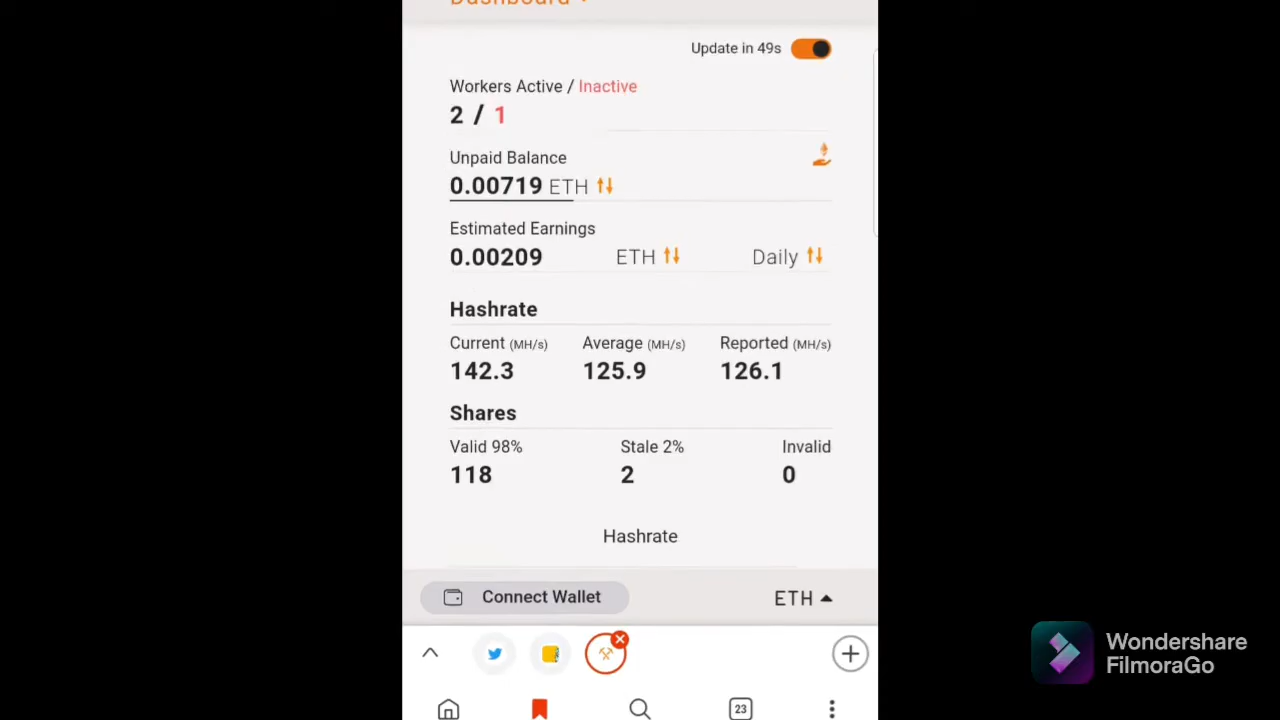 Dashboard
Update in 49s
Workers Active / Inactive
2 / 1
Unpaid Balance
0.00719 ETH
Estimated Earnings
0.00209 ETH Daily
Hashrate
Current (MH/s) Average (MH/s) Reported (MH/s)
142.3 125.9 126.1
Shares
Valid 98% Stale 2% Invalid
118 2 0
Hashrate
Connect Wallet ETH
23
Wondershare
FilmoraGo